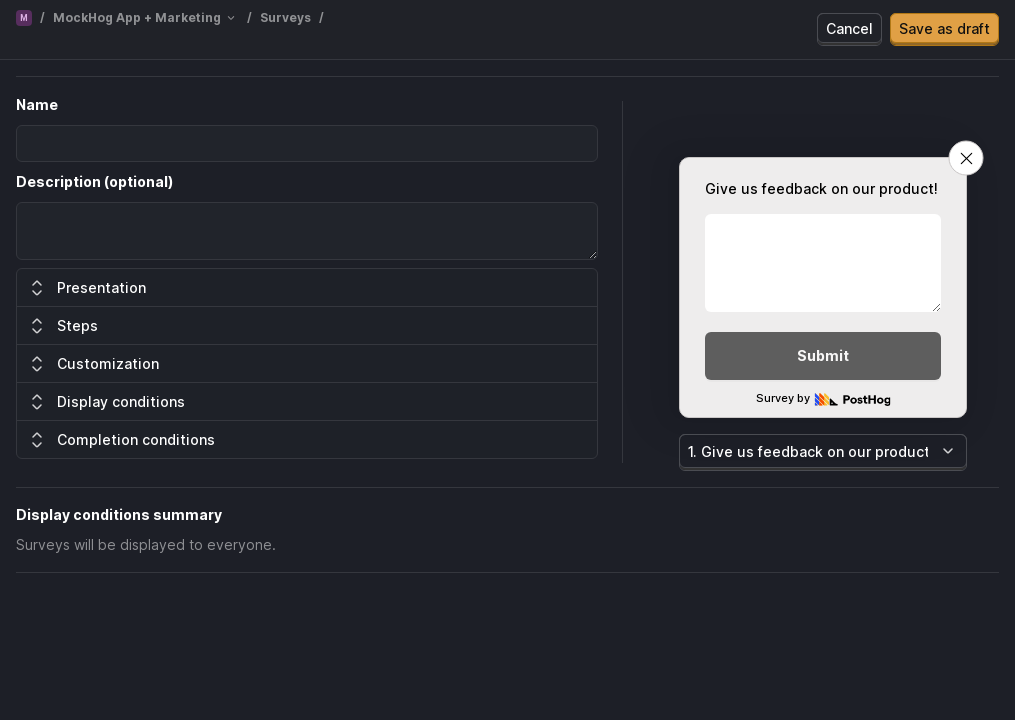 M / MockHog App + Marketing / Surveys /
Cancel
Save as draft
Name
Description (optional)
Presentation
Steps
Customization
Display conditions
Completion conditions
Give us feedback on our product!
Submit
Survey by PostHog
1. Give us feedback on our product
Display conditions summary
Surveys will be displayed to everyone.